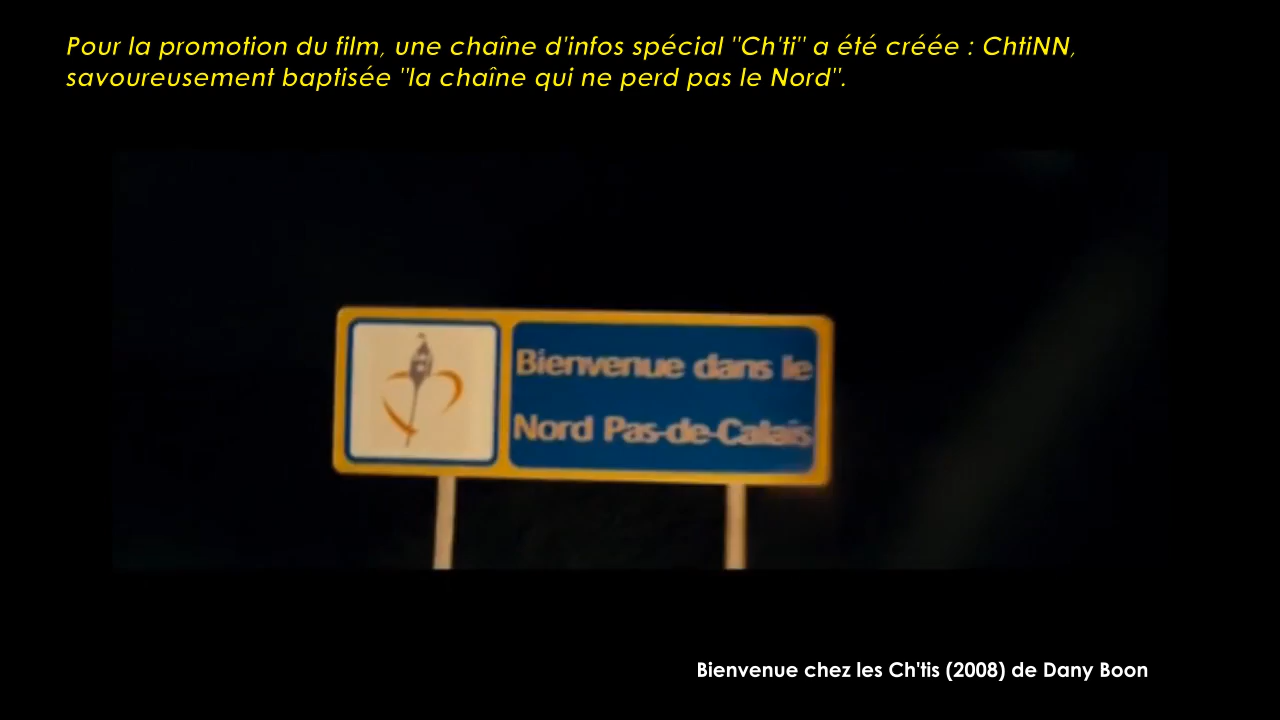 Pour la promotion du film, une chaîne d'infos spécial "Ch'ti" a été créée : ChtiNN,
savoureusement baptisée "la chaîne qui ne perd pas le Nord".
Bienvenue dans le
Nord Pas-de-Calais
Bienvenue chez les Ch'tis (2008) de Dany Boon